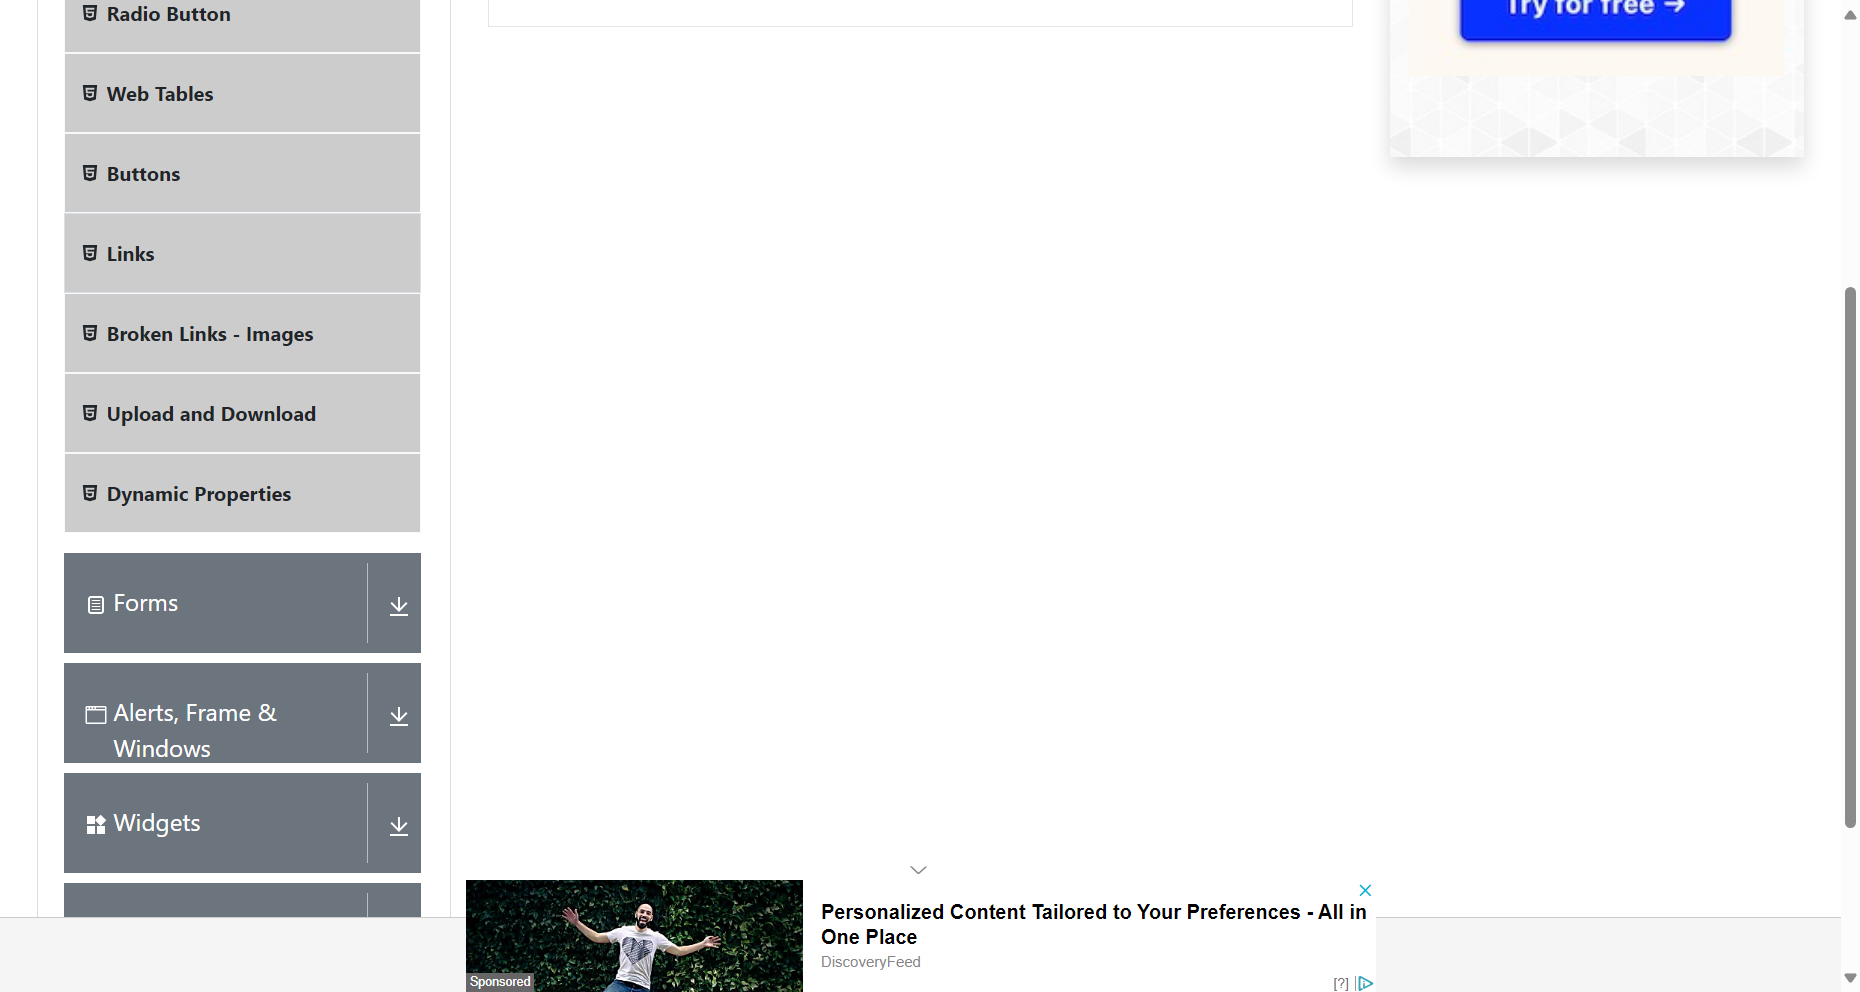 Radio Button
Web Tables
Buttons
Links
Broken Links - Images
Upload and Download
Dynamic Properties
Forms
Alerts, Frame &
Windows
Widgets
Try for free →
Personalized Content Tailored to Your Preferences - All in
One Place
DiscoveryFeed
Sponsored
[?]